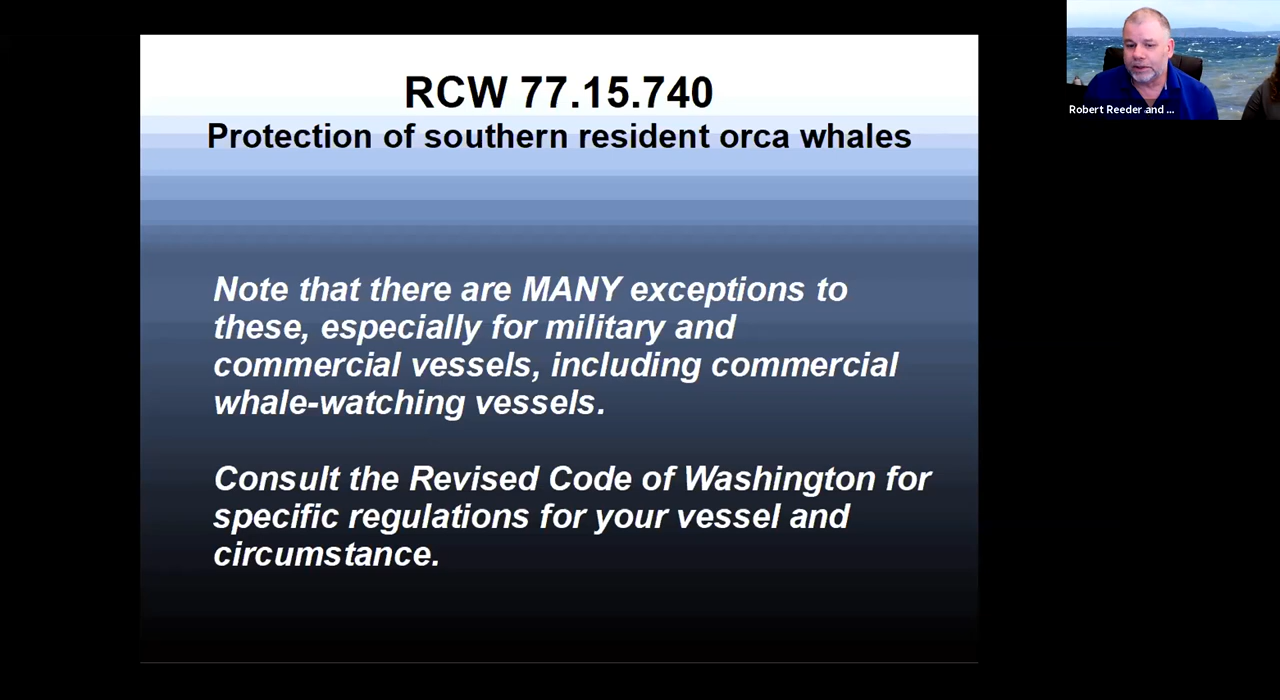 RCW 77.15.740
Protection of southern resident orca whales
Note that there are MANY exceptions to
these, especially for military and
commercial vessels, including commercial
whale-watching vessels.
Consult the Revised Code of Washington for
specific regulations for your vessel and
circumstance.
Robert Reeder and ...